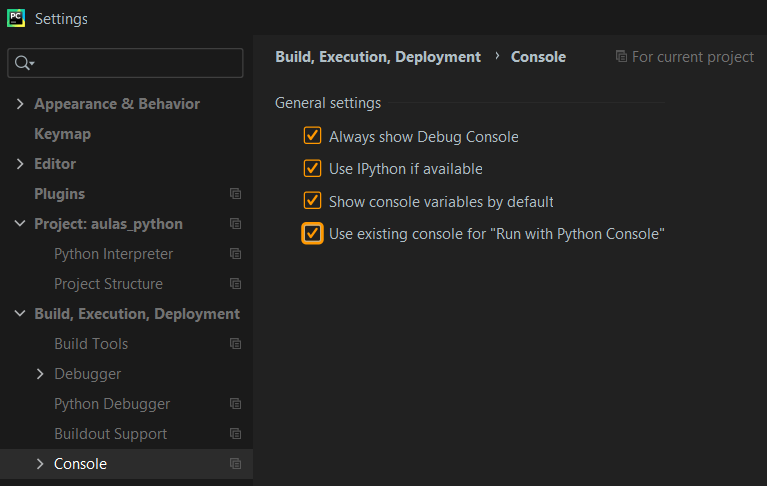 PC Settings
Build, Execution, Deployment › Console For current project
Appearance & Behavior
Keymap
Editor
Plugins
Project: aulas_python
Python Interpreter
Project Structure
Build, Execution, Deployment
Build Tools
Debugger
Python Debugger
Buildout Support
Console
General settings
Always show Debug Console
Use IPython if available
Show console variables by default
Use existing console for "Run with Python Console"